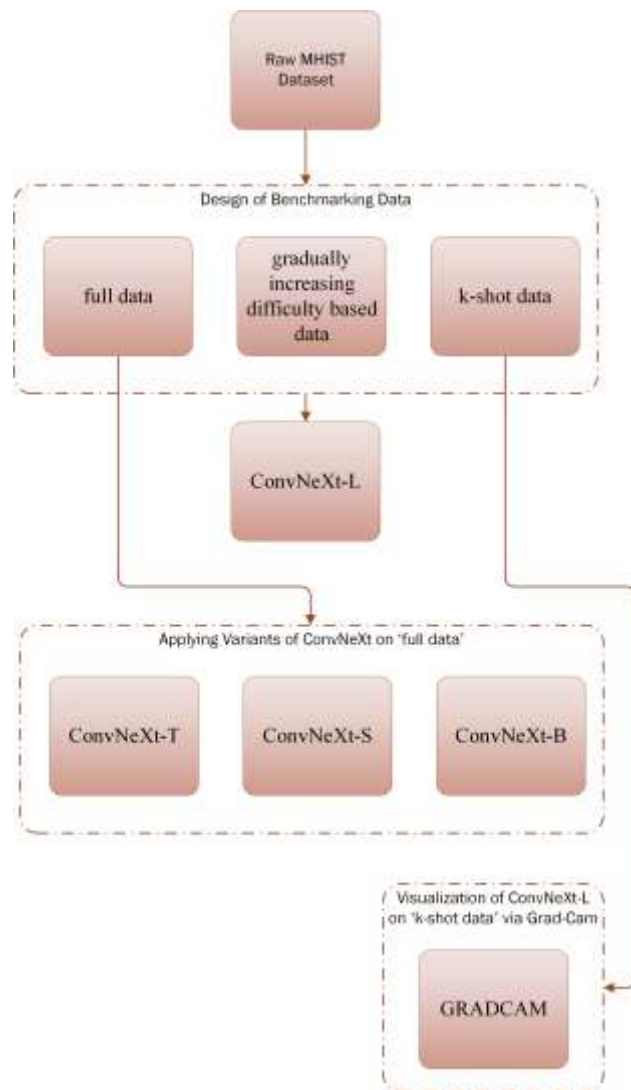 Raw MHIST
Dataset
Design of Benchmarking Data
full data
gradually
increasing
difficulty based
data
k-shot data
ConvNeXt-L
Applying Variants of ConvNeXt on 'full data'
ConvNeXt-T
ConvNeXt-S
ConvNeXt-B
Visualization of ConvNeXt-L
on 'k-shot data' via Grad-Cam
GRADCAM